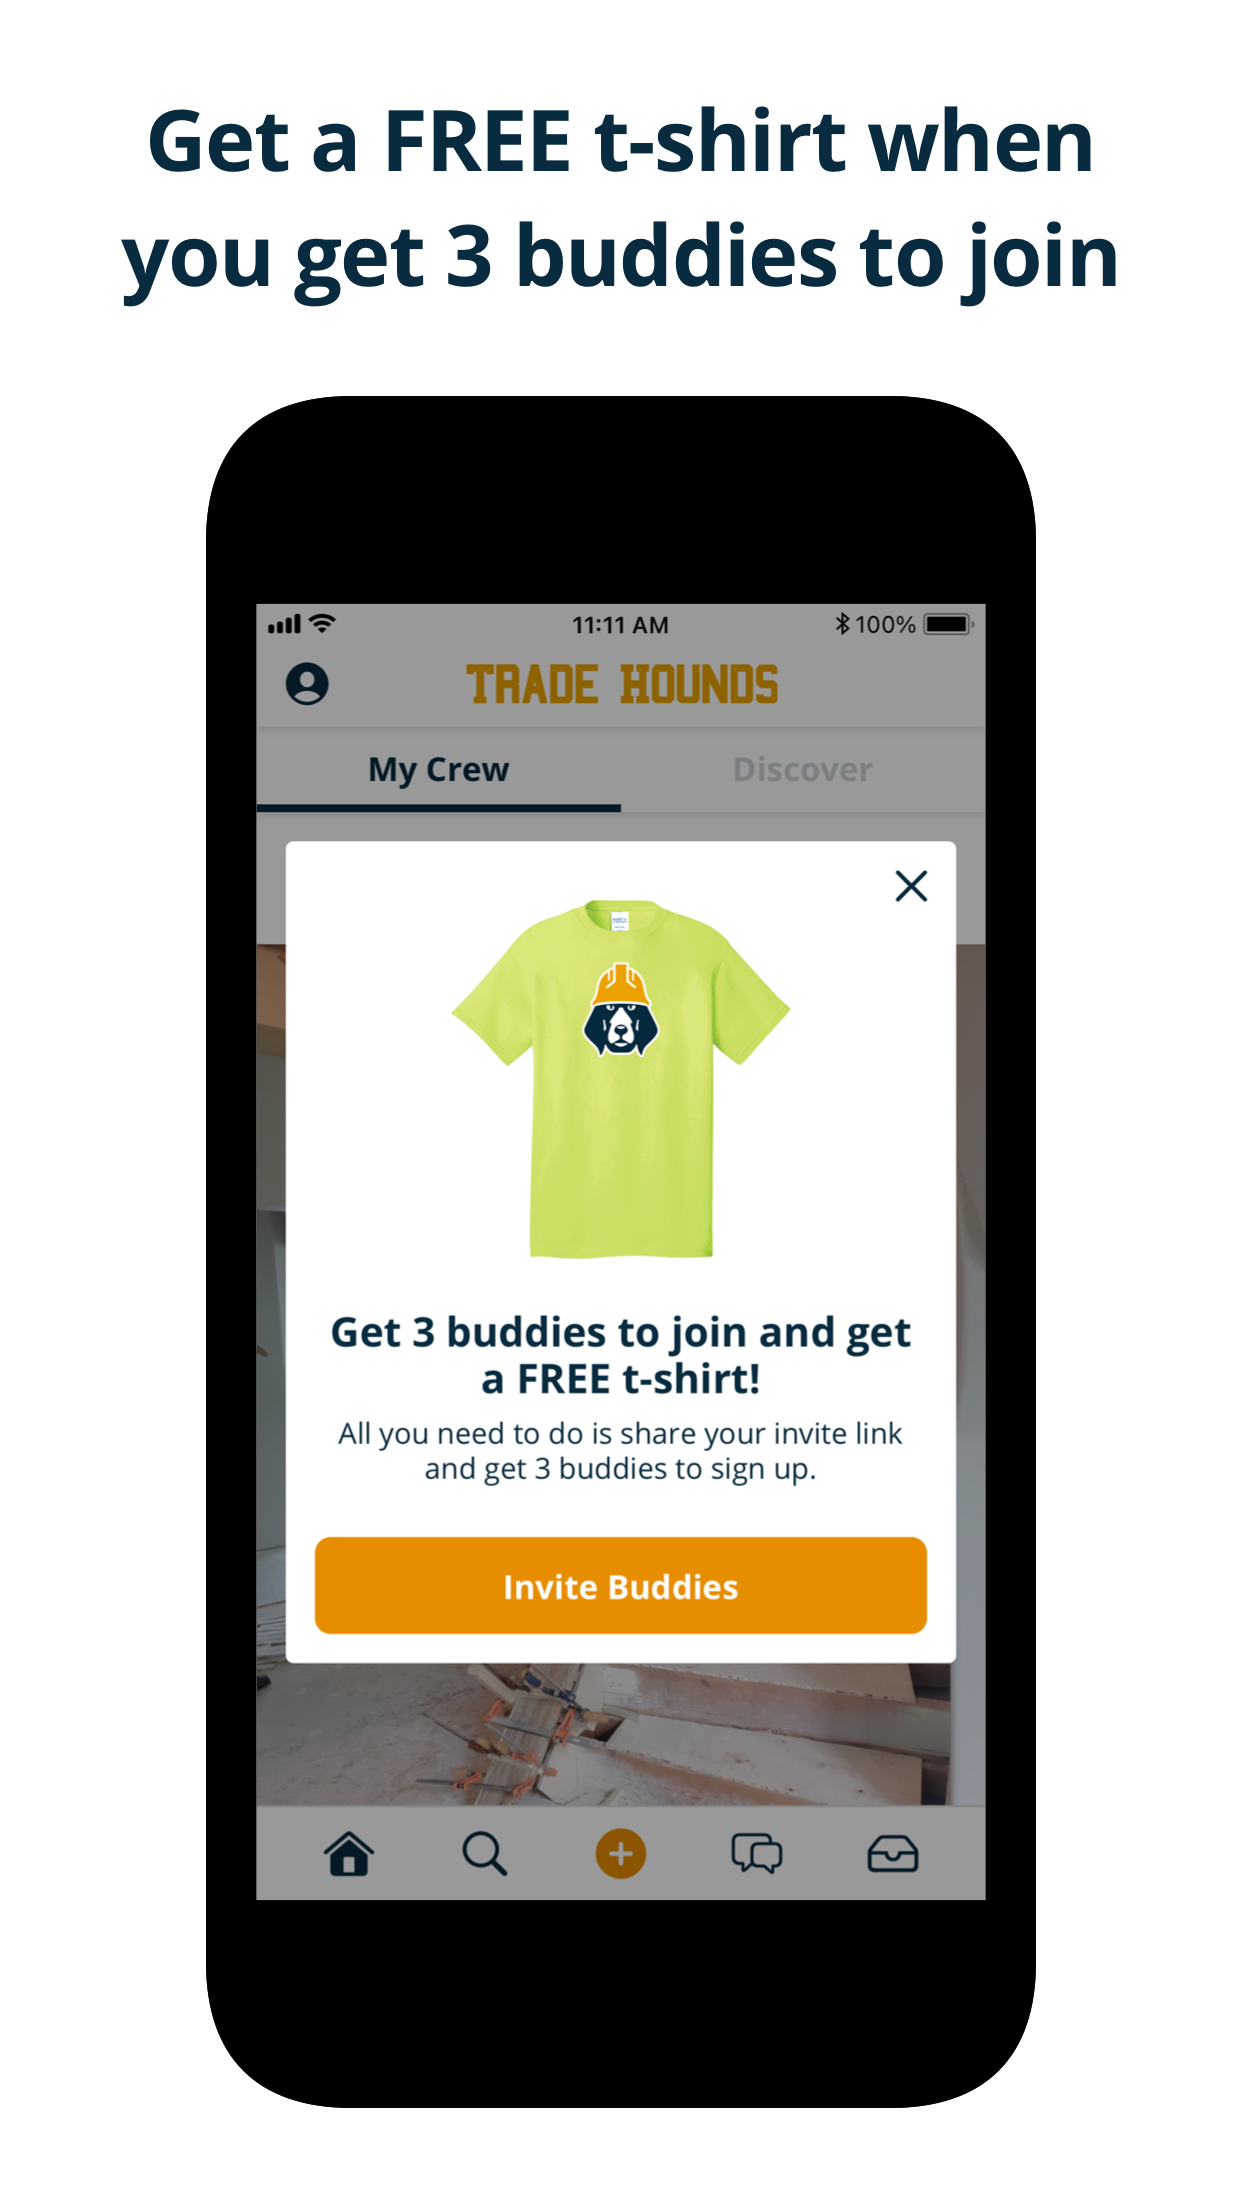 Get a FREE t-shirt when
you get 3 buddies to join
11:11 AM
100%
TRADE HOUNDS
My Crew
Discover
Get 3 buddies to join and get
a FREE t-shirt!
All you need to do is share your invite link
and get 3 buddies to sign up.
Invite Buddies